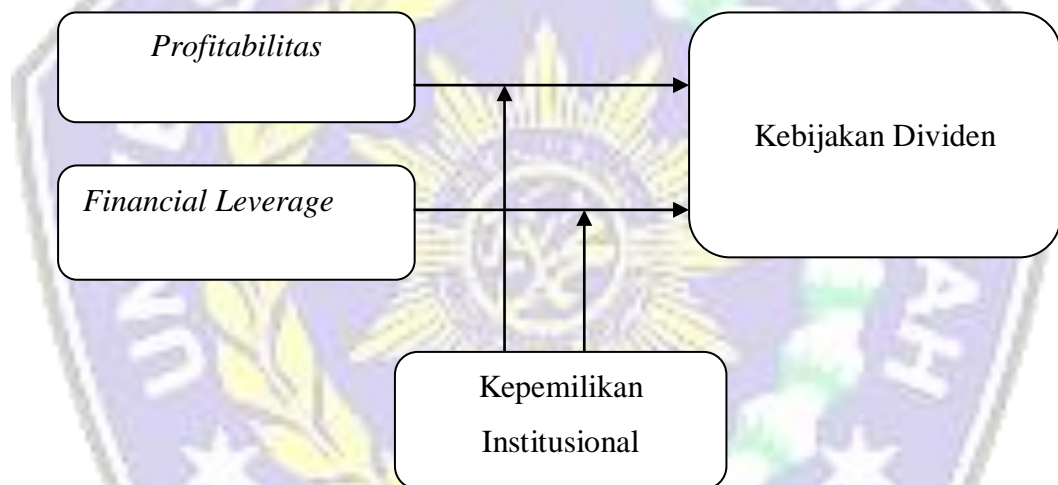 Profitabilitas
Kebijakan Dividen
Financial Leverage
Kepemilikan
Institusional